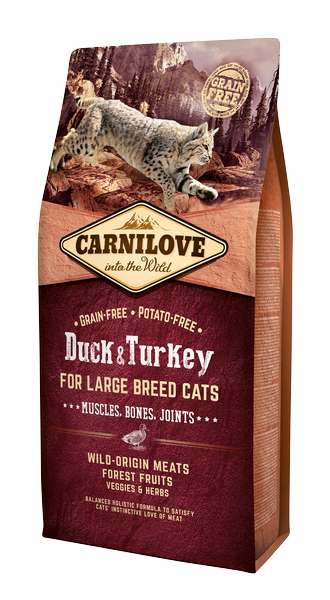 GRAIN
FREE
CARNILOVE
into the Wild
GRAIN-FREE • POTATO-FREE
Duck & Turkey
FOR LARGE BREED CATS
★★★MUSCLES, BONES, JOINTS★★★
WILD-ORIGIN MEATS
FOREST FRUITS
VEGGIES & HERBS
BALANCED HOLISTIC FORMULA TO SATISFY
CATS' INSTINCTIVE LOVE OF MEAT